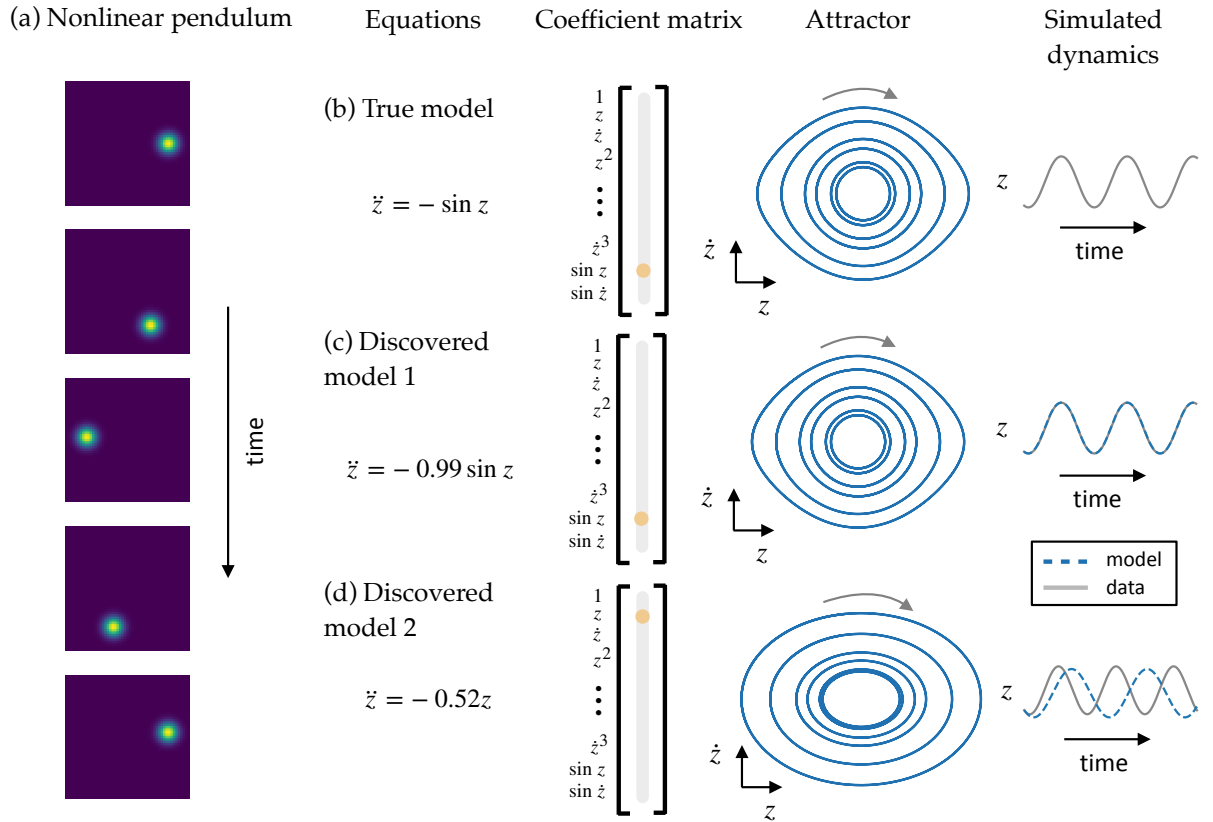 (a) Nonlinear pendulum
Equations
Coefficient matrix
Attractor
Simulated
dynamics
time
(b) True model
z̈ = − sin z
1
z
ż
z²
⋮
ż³
sin z
sin ż
ż
z
z
time
(c) Discovered
model 1
z̈ = − 0.99 sin z
1
z
ż
z²
⋮
ż³
sin z
sin ż
ż
z
z
time
model
data
(d) Discovered
model 2
z̈ = − 0.52z
1
z
ż
z²
⋮
ż³
sin z
sin ż
ż
z
z
time